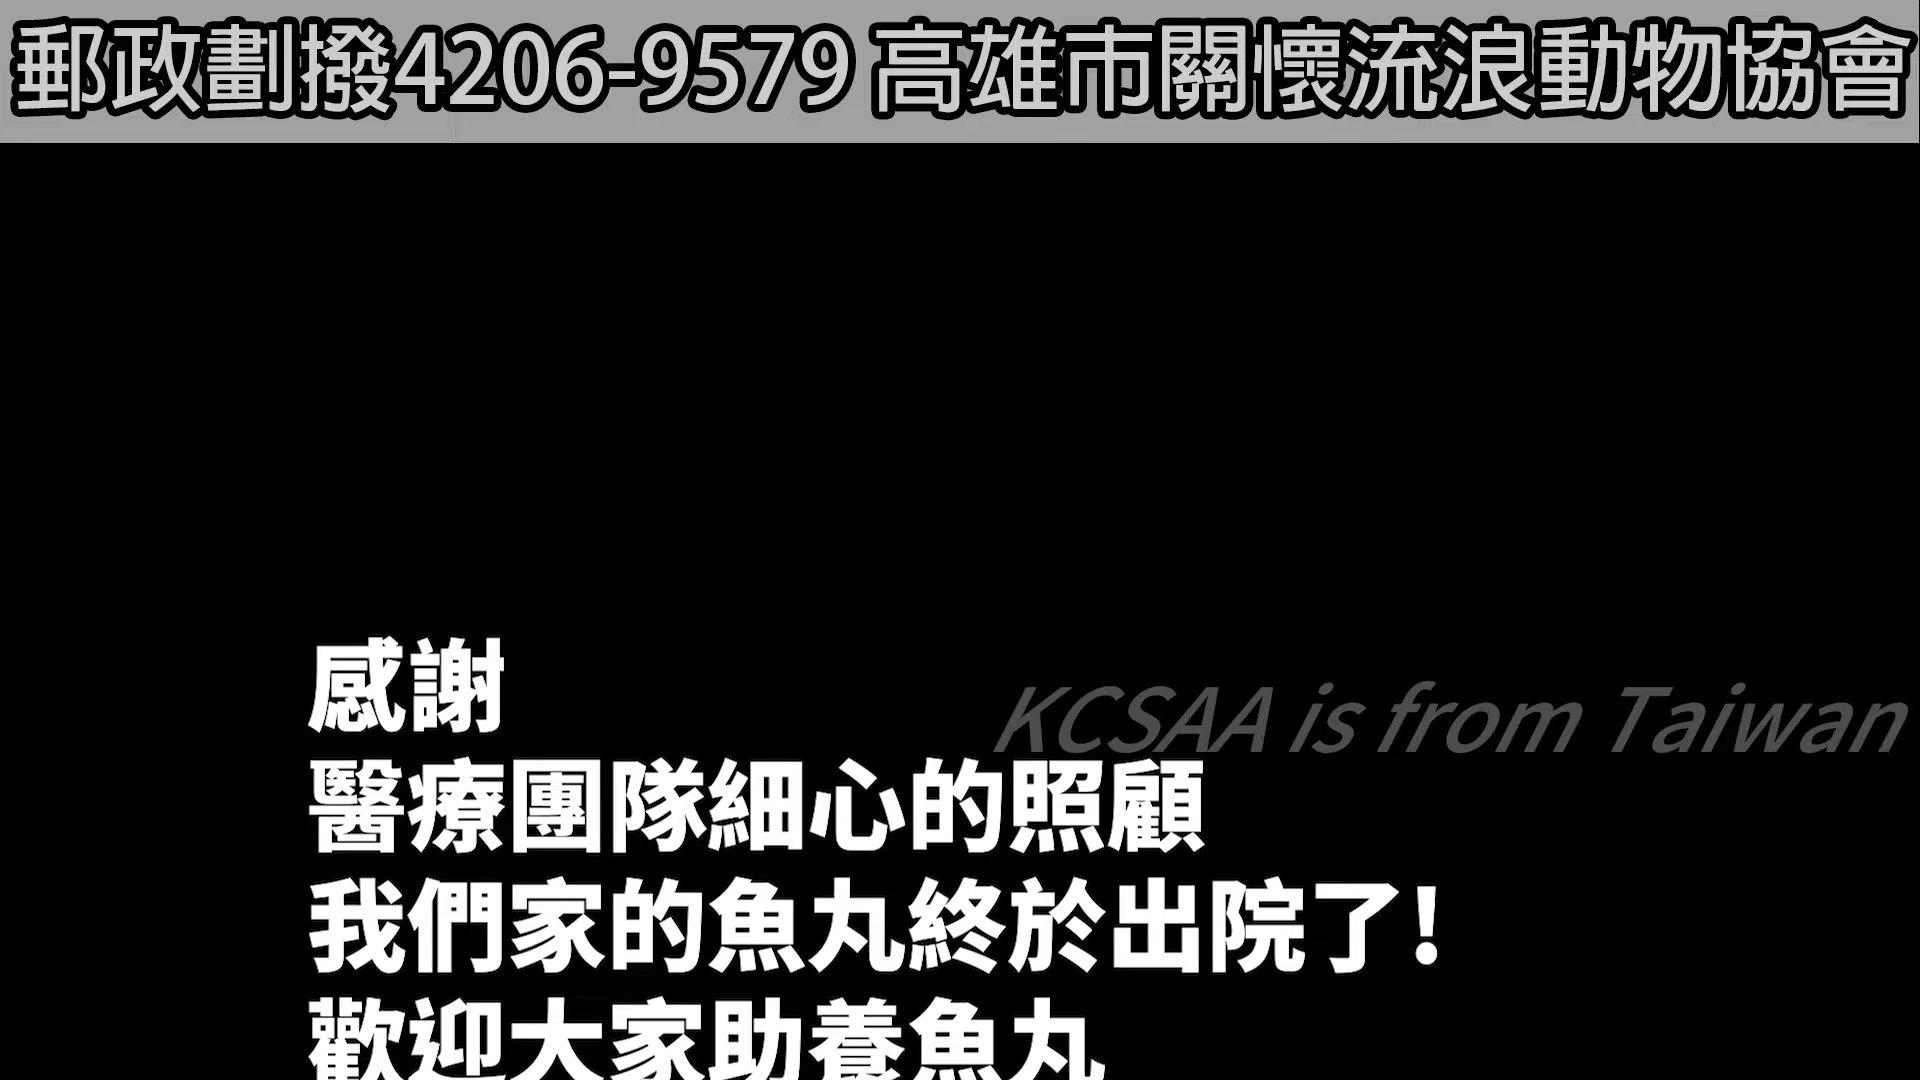 郵政劃撥4206-9579 高雄市關懷流浪動物協會
感謝
KCSAA is from Taiwan
醫療團隊細心的照顧
我們家的魚丸終於出院了!
歡迎大家助養魚丸